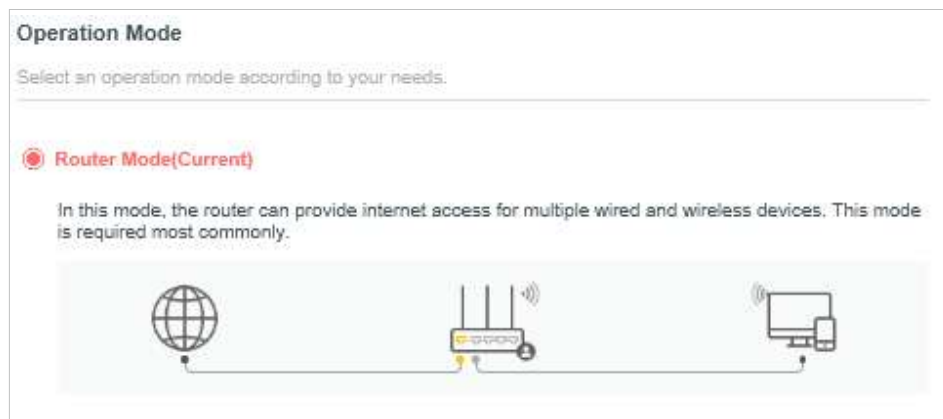 Operation Mode
Select an operation mode according to your needs.
Router Mode(Current)
In this mode, the router can provide internet access for multiple wired and wireless devices. This mode
is required most commonly.